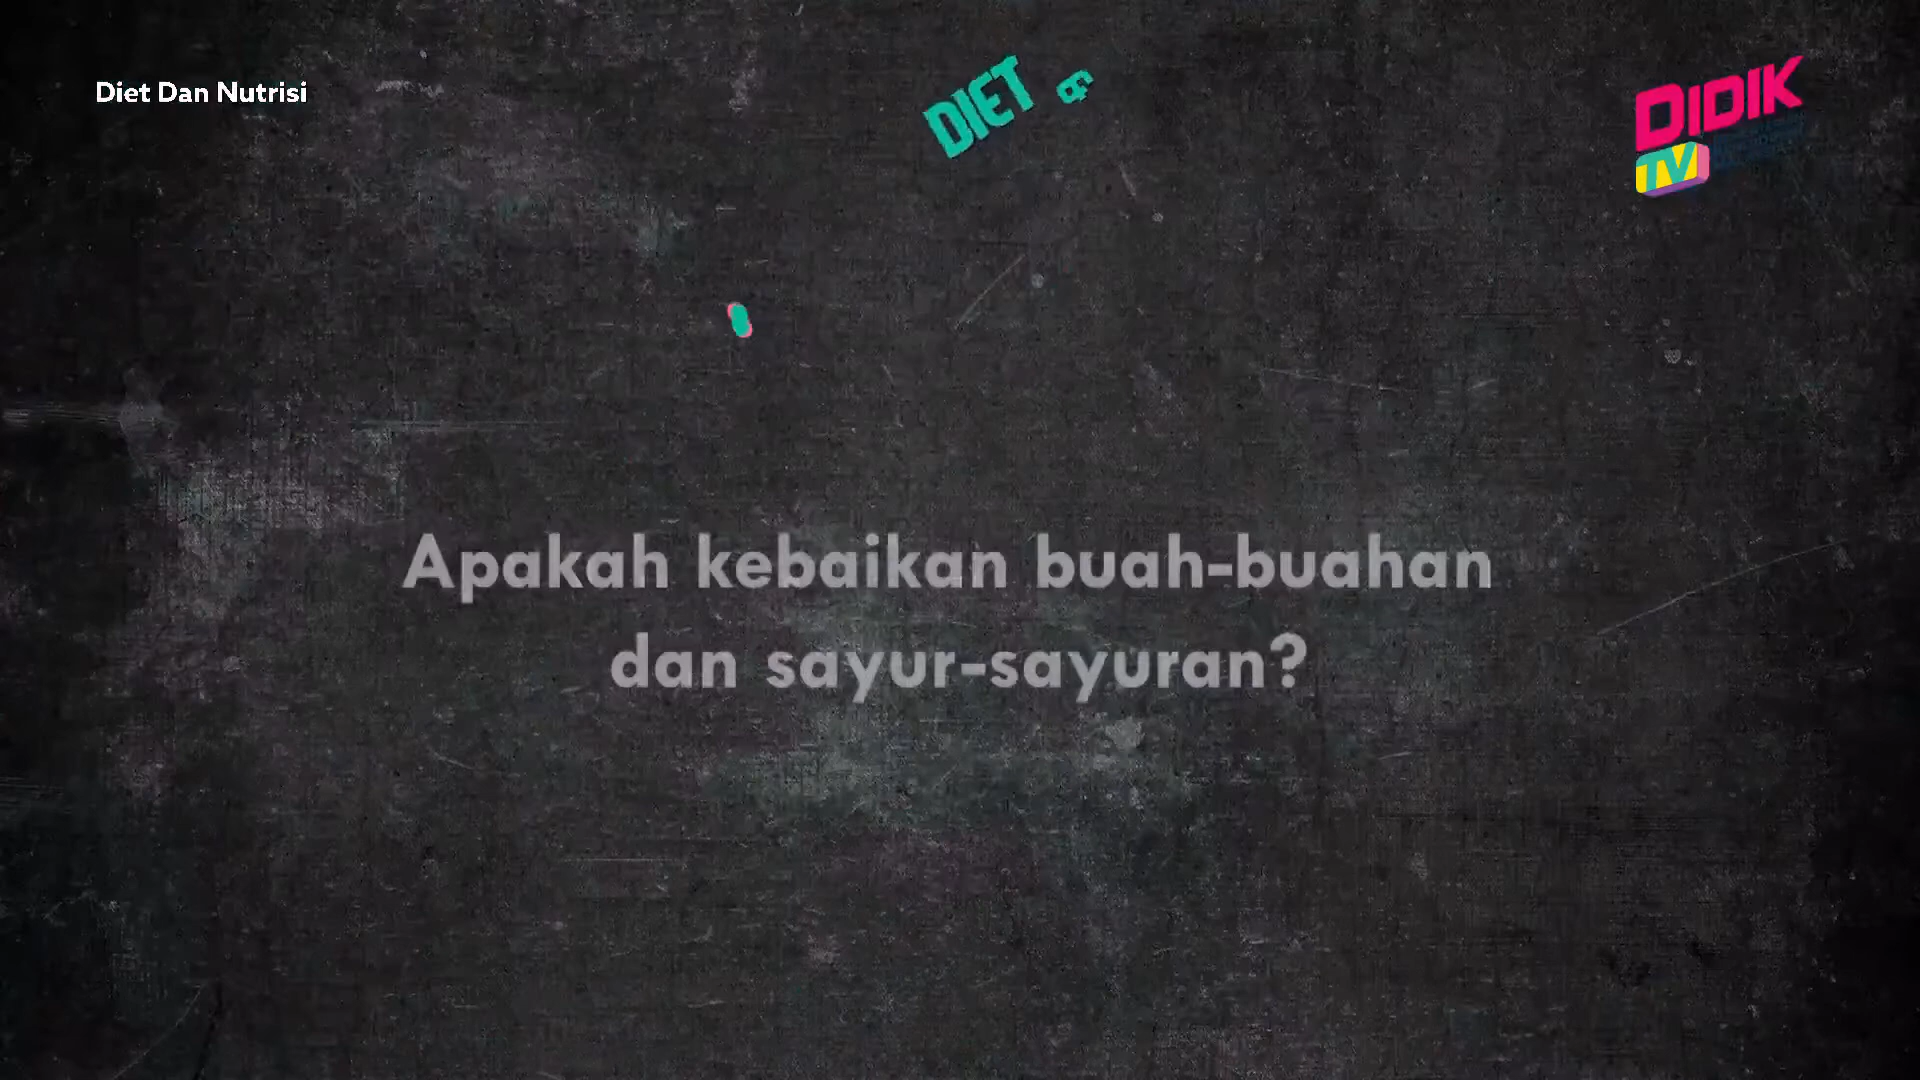 Diet Dan Nutrisi
DIET &
DIDIK
TV
Apakah kebaikan buah-buahan
dan sayur-sayuran?